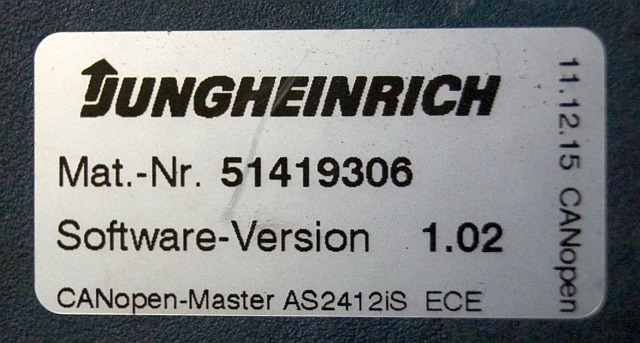 JUNGHEINRICH
Mat.-Nr. 51419306
Software-Version 1.02
CANopen-Master AS2412iS ECE
11.12.15 CANopen